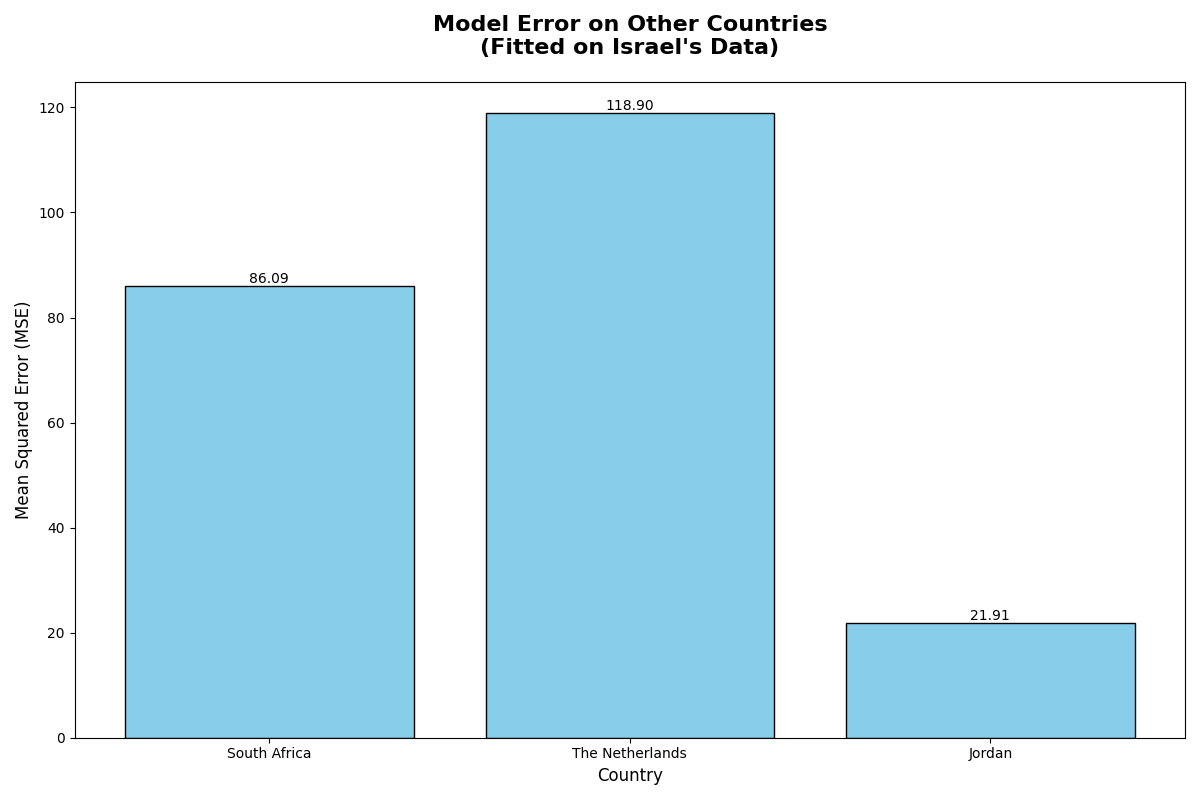 Model Error on Other Countries
(Fitted on Israel's Data)
Mean Squared Error (MSE)
120
100
80
60
40
20
0
86.09
118.90
21.91
South Africa
The Netherlands
Jordan
Country